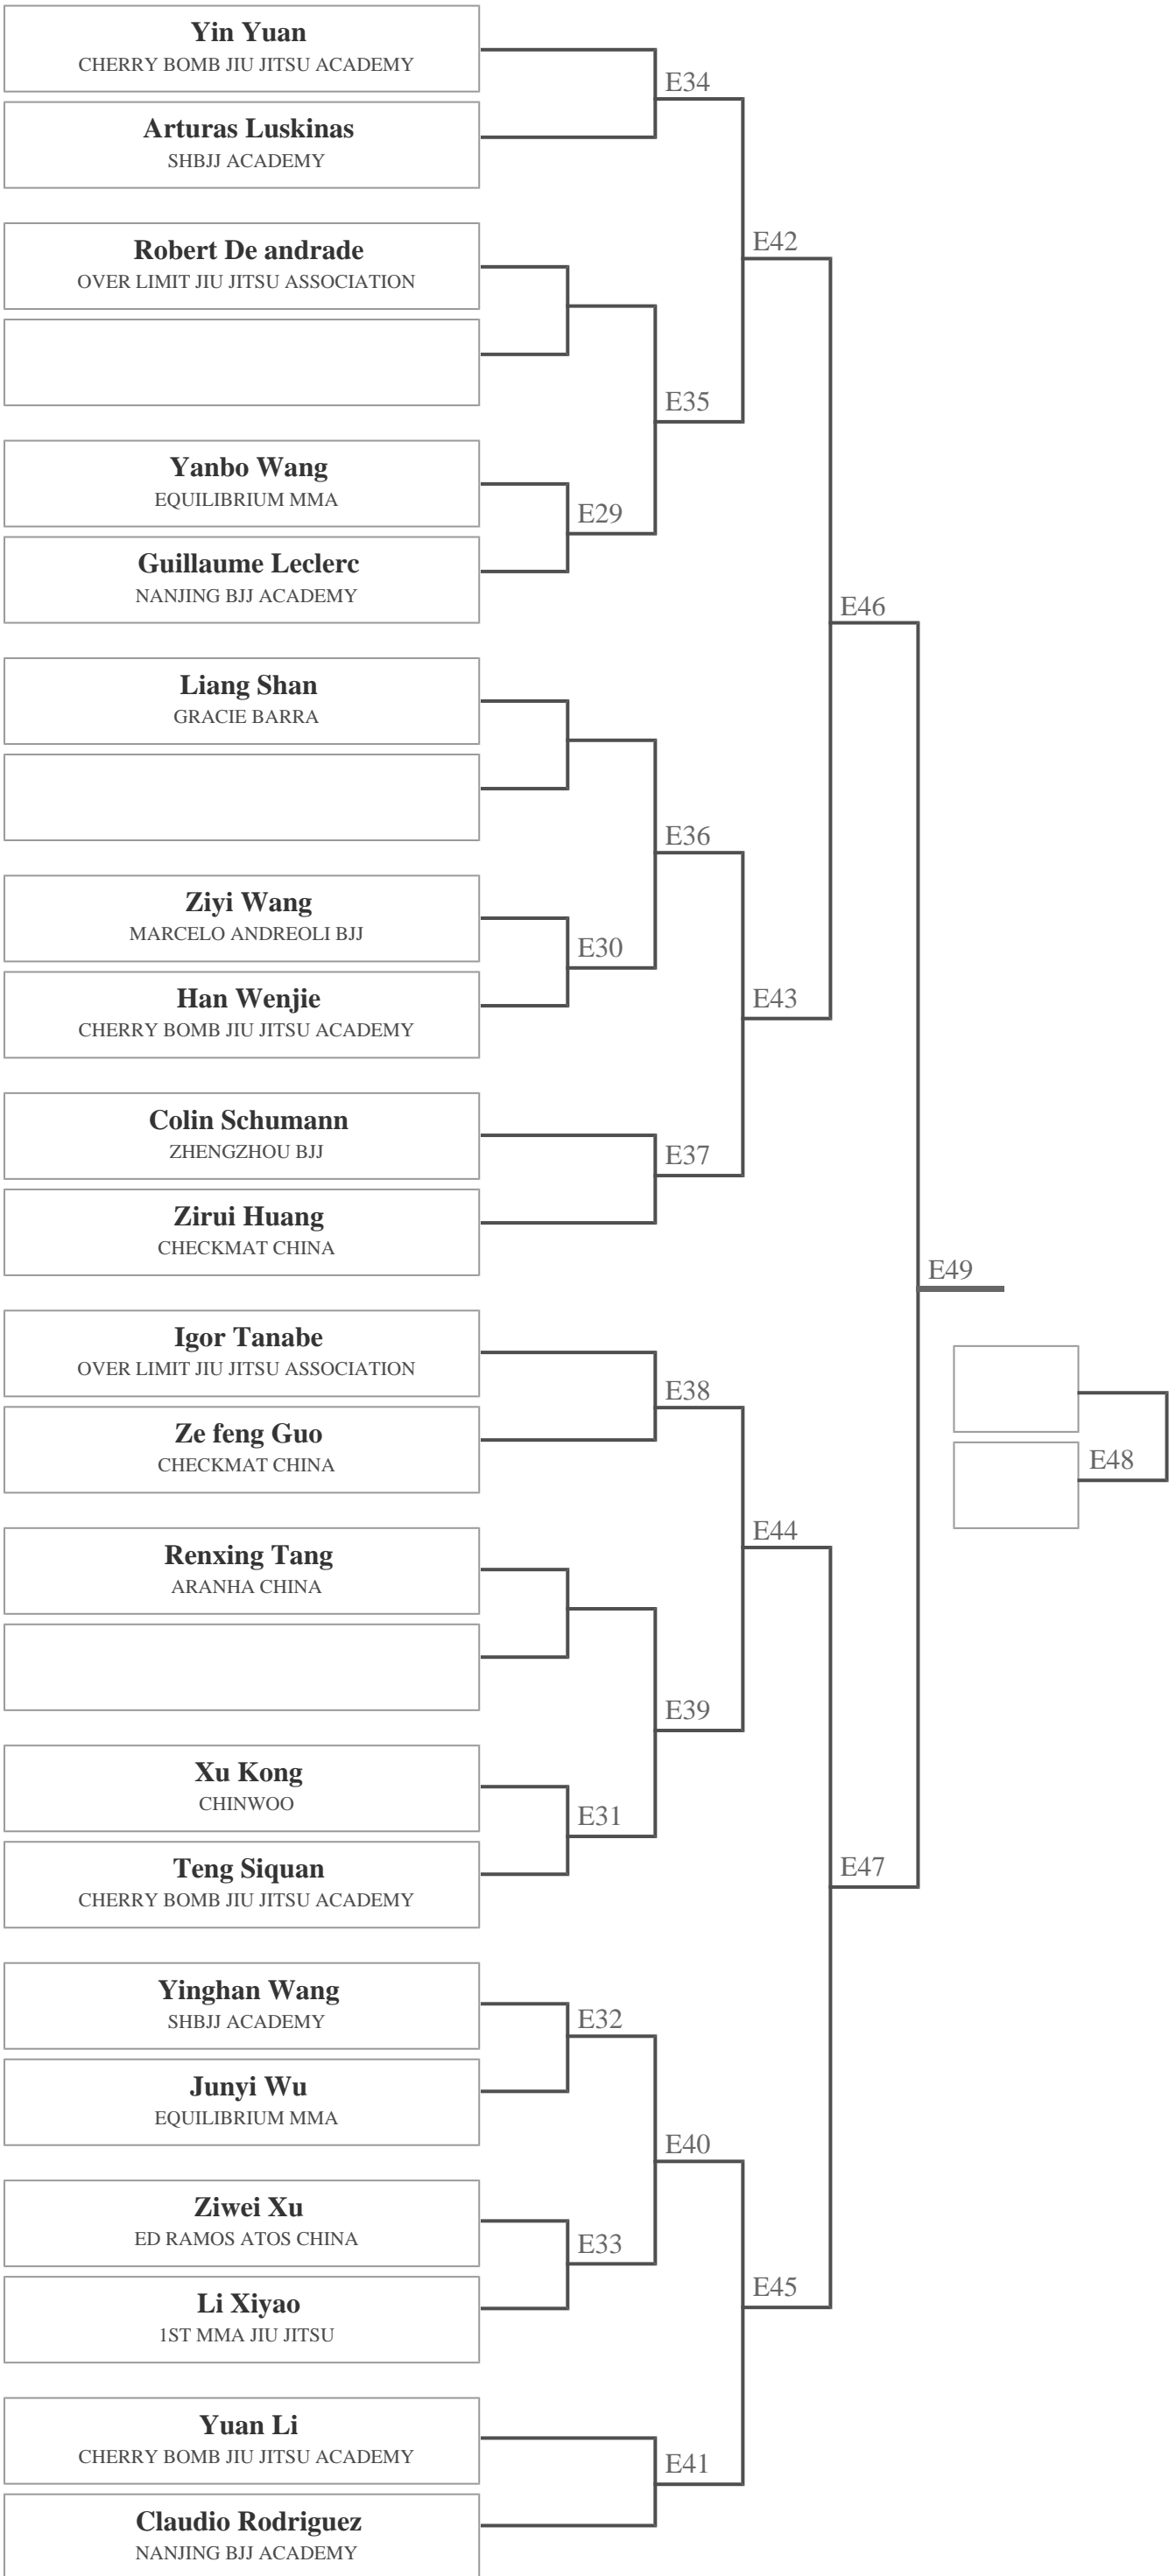 Yin Yuan
CHERRY BOMB JIU JITSU ACADEMY
E34
Arturas Luskinas
SHBJJ ACADEMY
Robert De andrade
E42
OVER LIMIT JIU JITSU ASSOCIATION
E35
Yanbo Wang
EQUILIBRIUM MMA
E29
Guillaume Leclerc
NANJING BJJ ACADEMY
E46
Liang Shan
GRACIE BARRA
E36
Ziyi Wang
MARCELO ANDREOLI BJJ
E30
Han Wenjie
E43
CHERRY BOMB JIU JITSU ACADEMY
Colin Schumann
ZHENGZHOU BJJ
E37
Zirui Huang
CHECKMAT CHINA
E49
Igor Tanabe
OVER LIMIT JIU JITSU ASSOCIATION
E38
Ze feng Guo
CHECKMAT CHINA
E48
E44
Renxing Tang
ARANHA CHINA
E39
Xu Kong
CHINWOO
E31
Teng Siquan
E47
CHERRY BOMB JIU JITSU ACADEMY
Yinghan Wang
SHBJJ ACADEMY
E32
Junyi Wu
EQUILIBRIUM MMA
E40
Ziwei Xu
ED RAMOS ATOS CHINA
E33
E45
Li Xiyao
1ST MMA JIU JITSU
Yuan Li
CHERRY BOMB JIU JITSU ACADEMY
E41
Claudio Rodriguez
NANJING BJJ ACADEMY